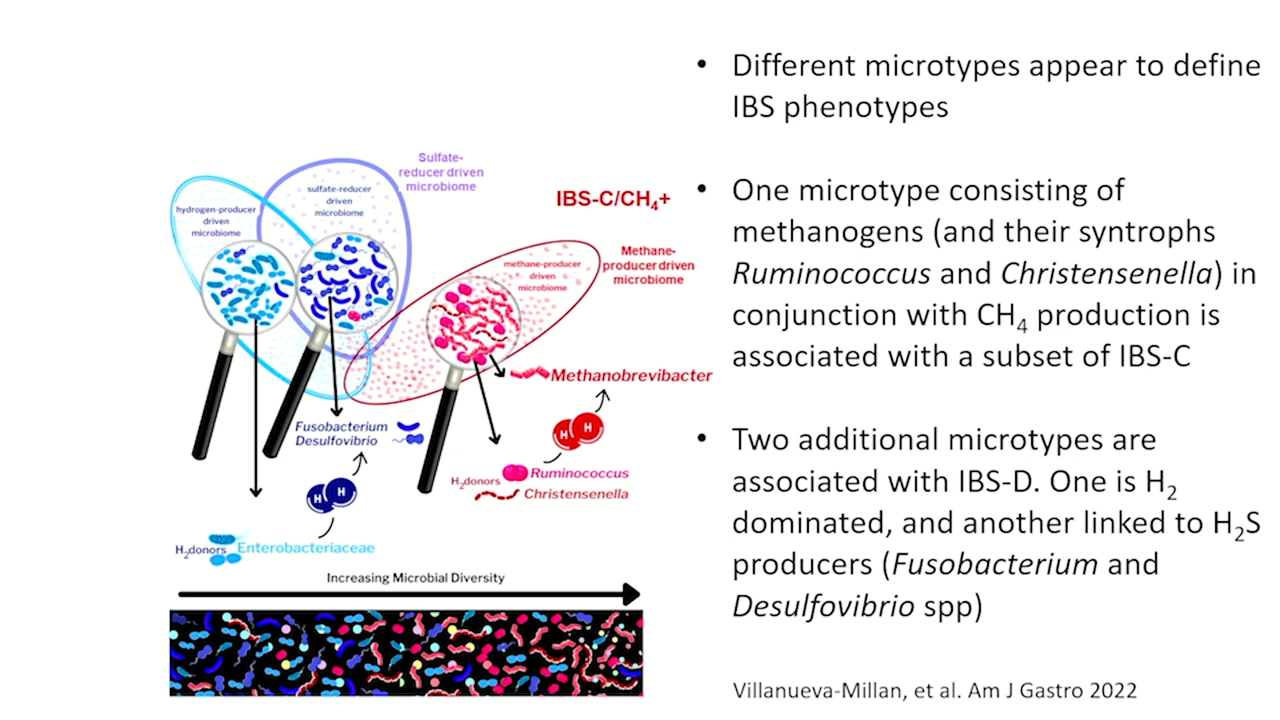 Sulfate-
reducer driven
microbiome
sulfate-reducer
driven
microbiome
hydrogen-producer
driven
microbiome
IBS-C/CH₄+
Methane-
producer driven
microbiome
methane-producer
driven
microbiome
Methanobrevibacter
Fusobacterium
Desulfovibrio
H H
H₂donors
Ruminococcus
Christensenella
H H
H₂donors Enterobacteriaceae
Increasing Microbial Diversity
• Different microtypes appear to define
IBS phenotypes
• One microtype consisting of
methanogens (and their syntrophs
Ruminococcus and Christensenella) in
conjunction with CH₄ production is
associated with a subset of IBS-C
• Two additional microtypes are
associated with IBS-D. One is H₂
dominated, and another linked to H₂S
producers (Fusobacterium and
Desulfovibrio spp)
Villanueva-Millan, et al. Am J Gastro 2022